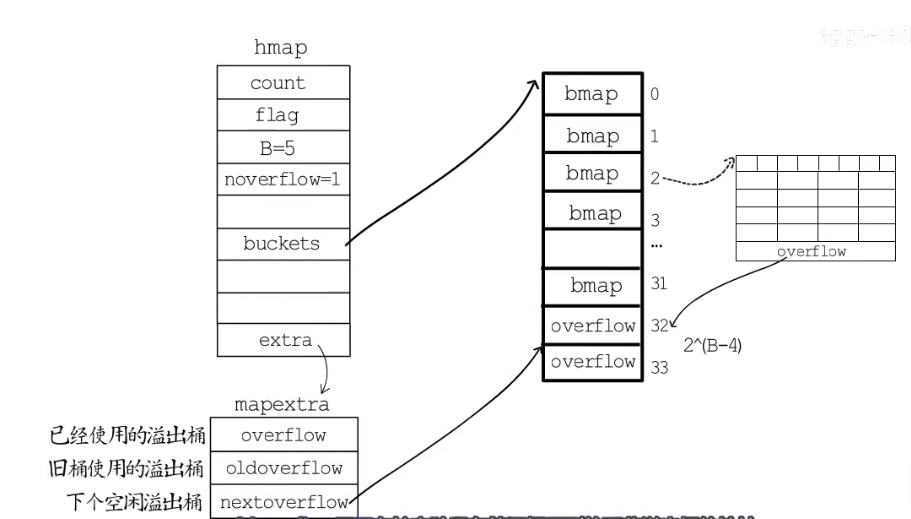 hmap
count
flag
B=5
noverflow=1
buckets
extra
bmap 0
bmap 1
bmap 2
bmap 3
...
bmap 31
overflow 32
overflow 33
2^(B-4)
overflow
mapextra
已经使用的溢出桶 overflow
旧桶使用的溢出桶 oldoverflow
下个空闲溢出桶 nextoverflow